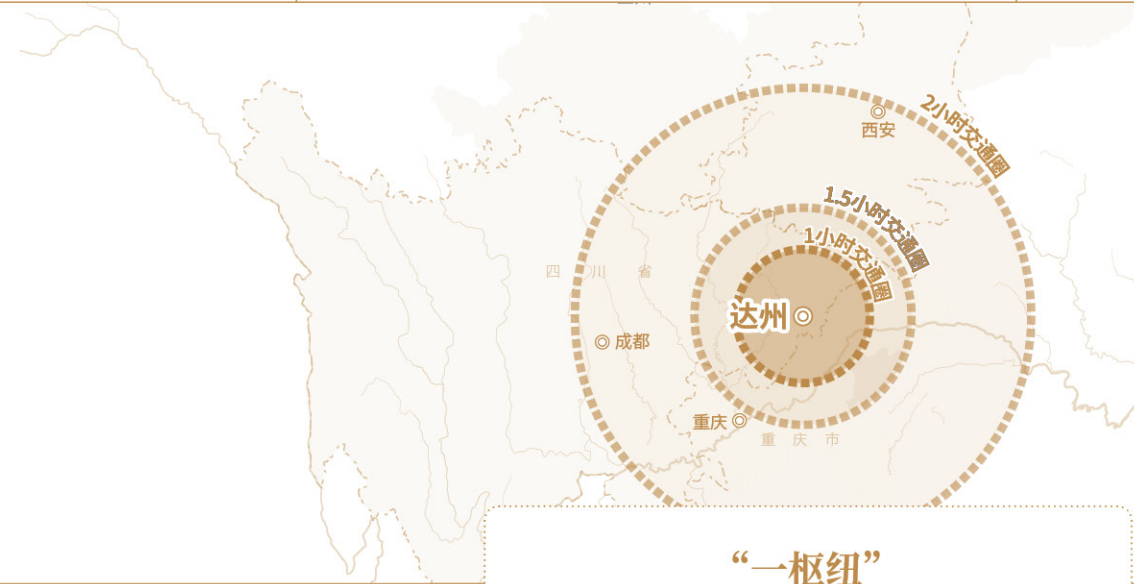 2小时交通圈
西安
1.5小时交通圈
1小时交通圈
四川省
达州
成都
重庆
重庆市
“一枢纽”